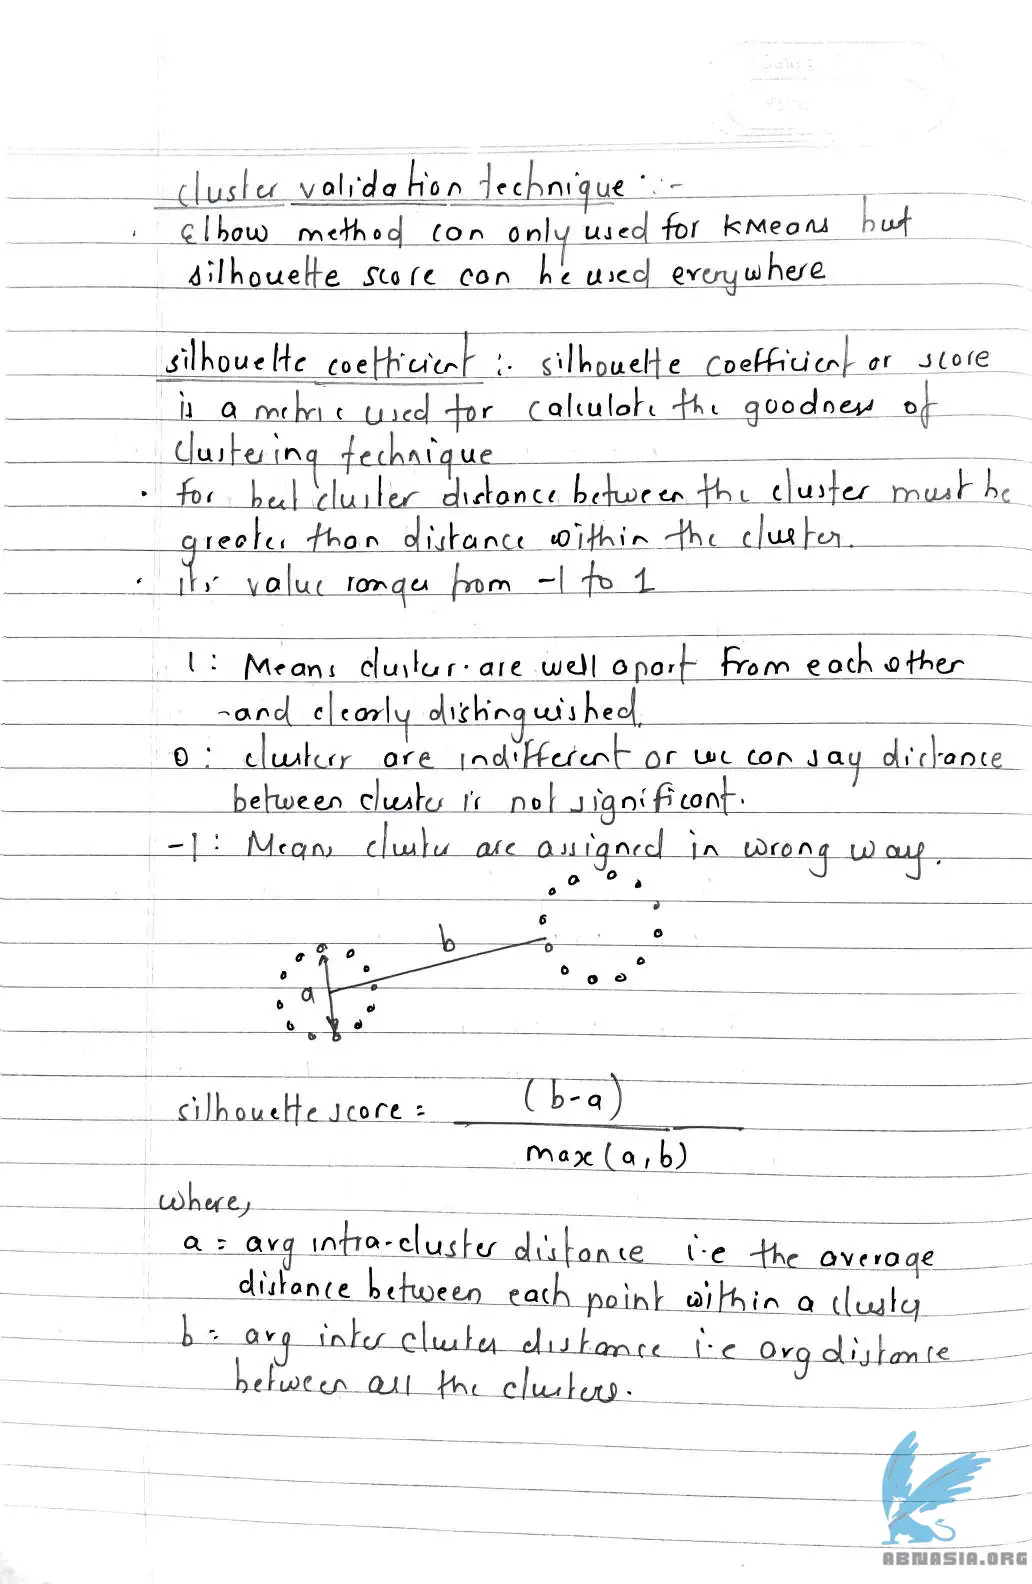 cluster validation technique :-
Elbow method can only used for KMeans but
silhouette score can be used everywhere
silhouette coefficient :- silhouette coefficient or score
is a metric used for calculate the goodness of
clustering technique
• for best cluster distance between the cluster must be
greater than distance within the cluster.
• it's value ranges from -1 to 1
1 : Means clusters are well apart from each other
and clearly distinguished.
0 : clusters are indifferent or we can say distance
between cluster is not significant.
-1 : Means cluster are assigned in wrong way.
b
a
silhouette score = (b-a)
max(a,b)
where,
a = avg intra-cluster distance i.e the average
distance between each point within a cluster
b = avg inter cluster distance i.e avg distance
between all the clusters.
ABNASIA.ORG